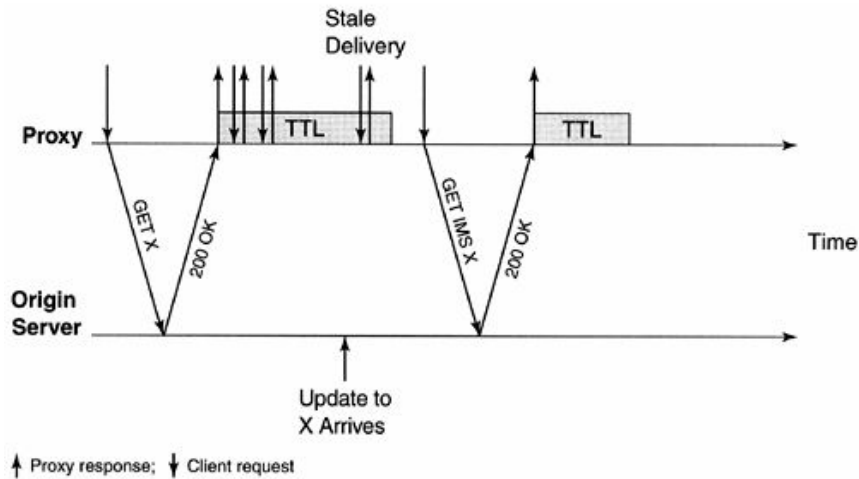 Stale
Delivery
TTL
TTL
Proxy
GET X
200 OK
GET IMS X
200 OK
Time
Origin
Server
Update to
X Arrives
Proxy response; Client request